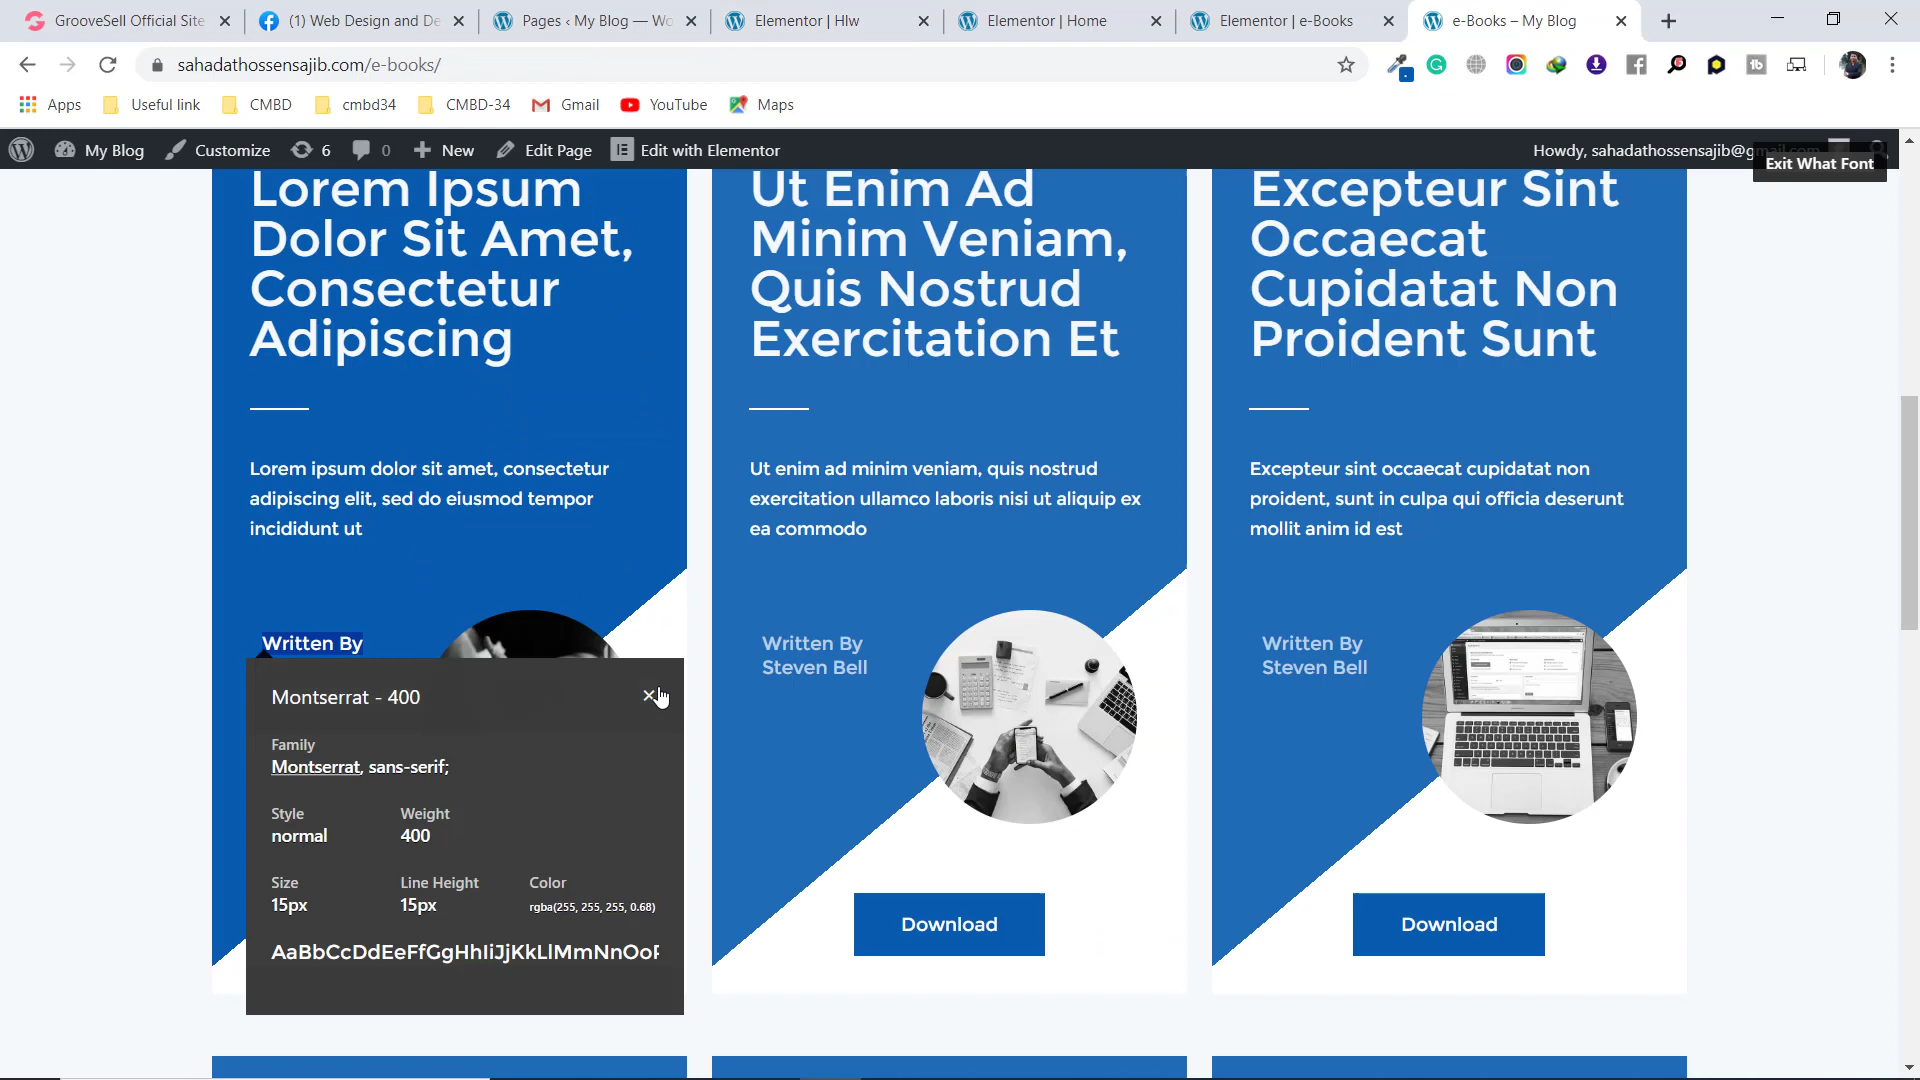 GrooveSell Official Site
(1) Web Design and De
Pages ‹ My Blog — Wo
Elementor | Hlw
Elementor | Home
Elementor | e-Books
e-Books – My Blog
sahadathossensajib.com/e-books/
Apps
Useful link
CMBD
cmbd34
CMBD-34
Gmail
YouTube
Maps
My Blog
Customize
6
0
New
Edit Page
Edit with Elementor
Howdy, sahadathossensajib@gmail.com
Exit What Font
Lorem Ipsum
Dolor Sit Amet,
Consectetur
Adipiscing
Lorem ipsum dolor sit amet, consectetur
adipiscing elit, sed do eiusmod tempor
incididunt ut
Written By
Montserrat - 400
Family
Montserrat, sans-serif;
Style
normal
Weight
400
Size
15px
Line Height
15px
Color
rgba(255, 255, 255, 0.68)
AaBbCcDdEeFfGgHhIiJjKkLlMmNnOoP
Ut Enim Ad
Minim Veniam,
Quis Nostrud
Exercitation Et
Ut enim ad minim veniam, quis nostrud
exercitation ullamco laboris nisi ut aliquip ex
ea commodo
Written By
Steven Bell
Download
Excepteur Sint
Occaecat
Cupidatat Non
Proident Sunt
Excepteur sint occaecat cupidatat non
proident, sunt in culpa qui officia deserunt
mollit anim id est
Written By
Steven Bell
Download